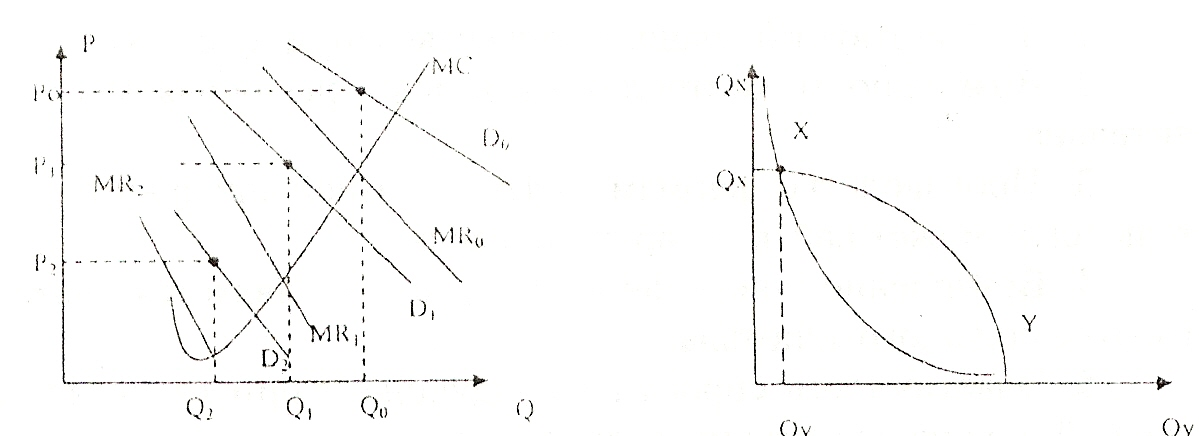 P
MC
P₀
D₀
P₁
MR₂
MR₀
P₂
D₁
MR₁
D₂
Q₂
Q₁
Q₀
Q
Qx
X
Qx
Y
Qy
Qy